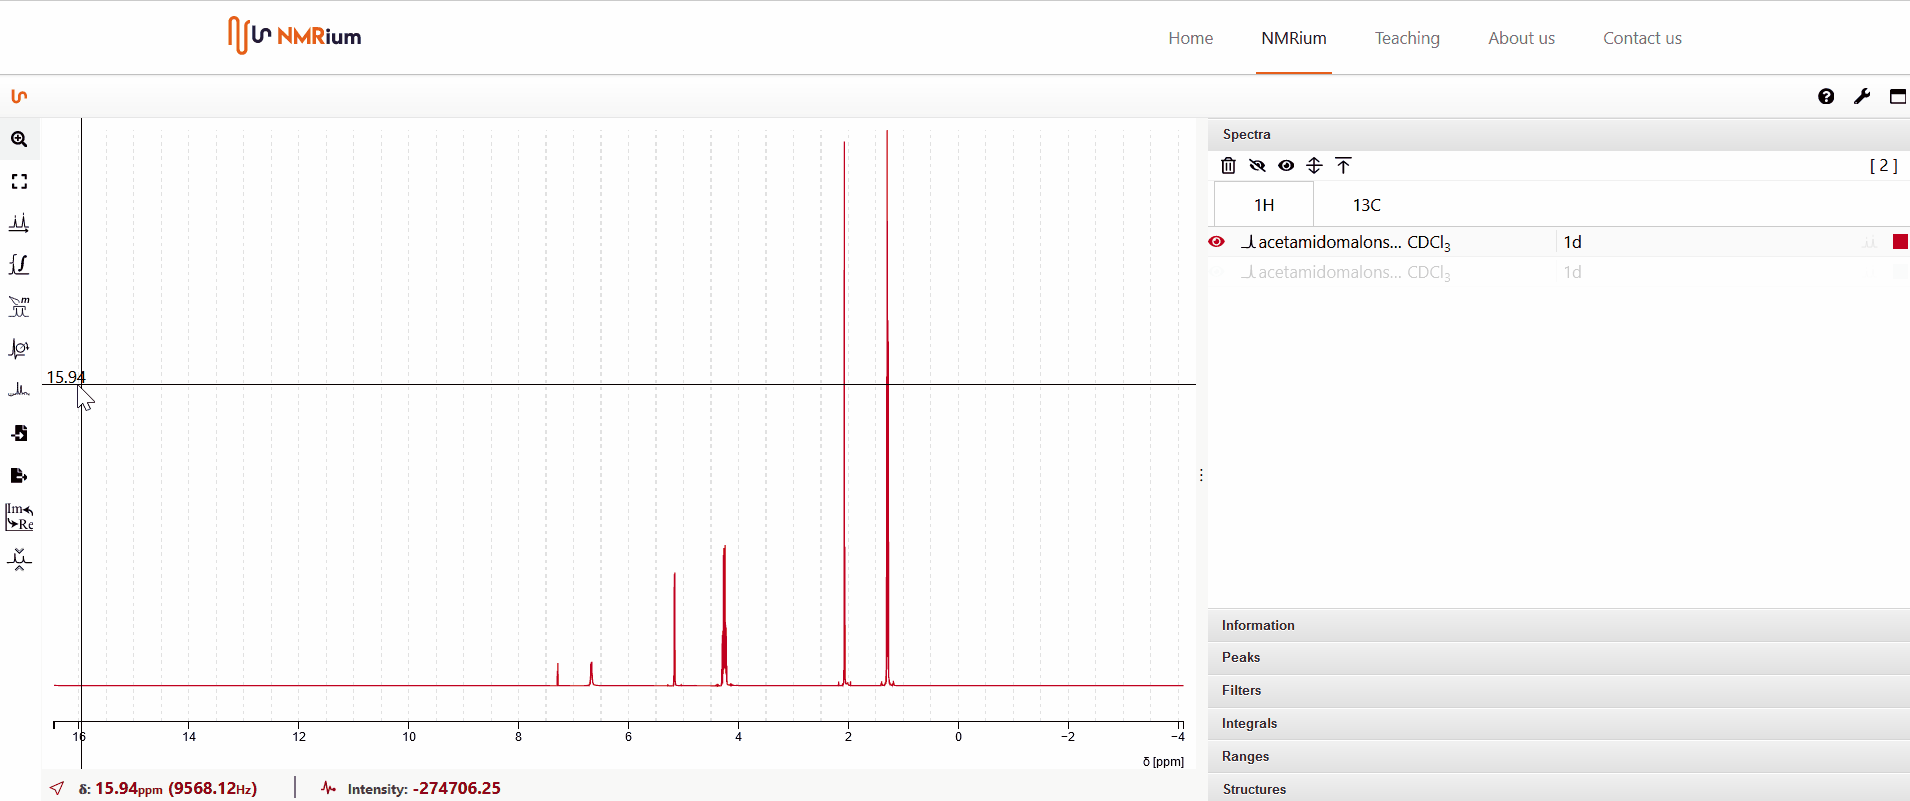 NMRium
Home NMRium Teaching About us Contact us
Spectra
[ 2 ]
1H 13C
acetamidomalons... CDCl3 1d
acetamidomalons... CDCl3 1d
15.94
m
Im
Re
16 14 12 10 8 6 4 2 0 −2 −4
δ [ppm]
δ: 15.94ppm (9568.12Hz) Intensity: -274706.25
Information
Peaks
Filters
Integrals
Ranges
Structures